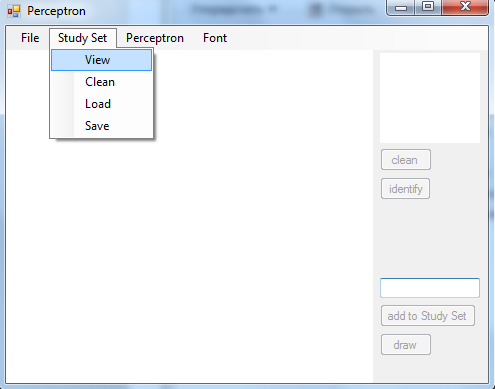 Perceptron
File Study Set Perceptron Font
View
Clean
Load
Save
clean
identify
add to Study Set
draw